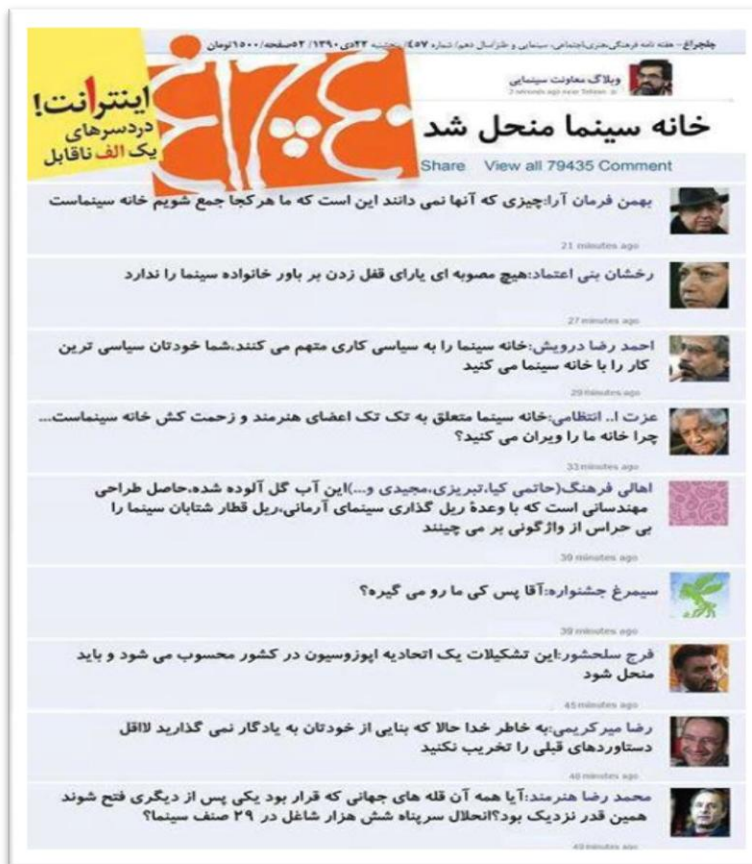 چلچراغ- هفته نامه فرهنگی،هنری،اجتماعی، سینمایی و طنز/سال دهم/ شماره ٤٥٧/پنجشنبه ٢٢دی ١٣٩٠/ ٥٢صفحه/ ١٥٠٠تومان
چلچراغ
اینترانت!
دردسرهای
یک الف ناقابل
وبلاگ معاونت سینمایی
2 seconds ago near Tehran
خانه سینما منحل شد
Share View all 79435 Comment
بهمن فرمان آرا:چیزی که آنها نمی دانند این است که ما هرکجا جمع شویم خانه سینماست
21 minutes ago
رخشان بنی اعتماد:هیچ مصوبه ای یارای قفل زدن بر باور خانواده سینما را ندارد
27 minutes ago
احمد رضا درویش:خانه سینما را به سیاسی کاری متهم می کنند،شما خودتان سیاسی ترین
کار را با خانه سینما می کنید
29 minutes ago
عزت ا.. انتظامی:خانه سینما متعلق به تک تک اعضای هنرمند و زحمت کش خانه سینماست...
چرا خانه ما را ویران می کنید؟
33 minutes ago
اهالی فرهنگ(حاتمی کیا،تبریزی،مجیدی و...)این آب گل آلوده شده،حاصل طراحی
مهندسانی است که با وعدۀ ریل گذاری سینمای آرمانی،ریل قطار شتابان سینما را
بی حراس از واژگونی بر می چینند
39 minutes ago
سیمرغ جشنواره:آقا پس کی ما رو می گیره؟
39 minutes ago
فرج سلحشور:این تشکیلات یک اتحادیه اپوزوسیون در کشور محسوب می شود و باید
منحل شود
45 minutes ago
رضا میرکریمی:به خاطر خدا حالا که بنایی از خودتان به یادگار نمی گذارید لااقل
دستاوردهای قبلی را تخریب نکنید
48 minutes ago
محمد رضا هنرمند:آیا همه آن قله های جهانی که قرار بود یکی پس از دیگری فتح شوند
همین قدر نزدیک بود؟انحلال سرپناه شش هزار شاغل در ٢٩ صنف سینما؟
49 minutes ago